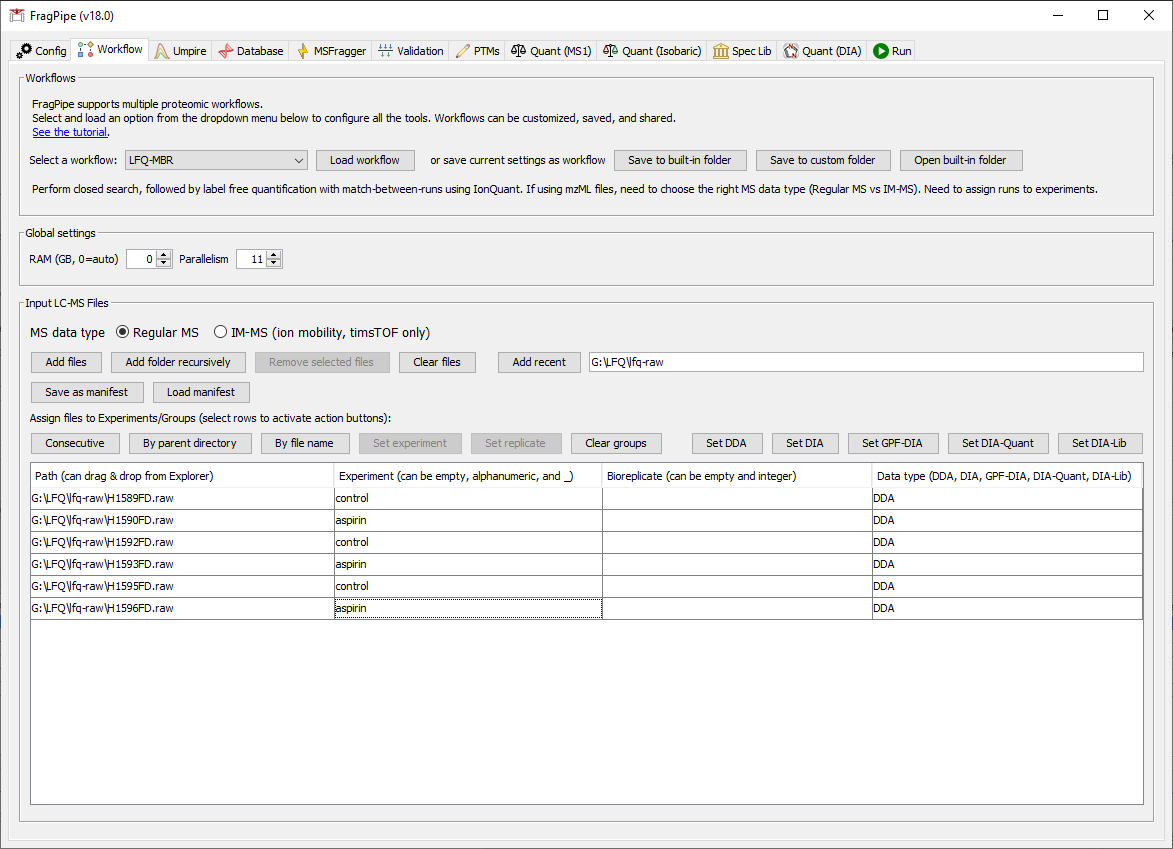 FragPipe (v18.0)
Config Workflow Umpire Database MSFragger Validation PTMs Quant (MS1) Quant (Isobaric) Spec Lib Quant (DIA) Run
Workflows
FragPipe supports multiple proteomic workflows.
Select and load an option from the dropdown menu below to configure all the tools. Workflows can be customized, saved, and shared.
See the tutorial.
Select a workflow: LFQ-MBR Load workflow or save current settings as workflow Save to built-in folder Save to custom folder Open built-in folder
Perform closed search, followed by label free quantification with match-between-runs using IonQuant. If using mzML files, need to choose the right MS data type (Regular MS vs IM-MS). Need to assign runs to experiments.
Global settings
RAM (GB, 0=auto) 0 Parallelism 11
Input LC-MS Files
MS data type Regular MS IM-MS (ion mobility, timsTOF only)
Add files Add folder recursively Remove selected files Clear files Add recent G:\LFQ\lfq-raw
Save as manifest Load manifest
Assign files to Experiments/Groups (select rows to activate action buttons):
Consecutive By parent directory By file name Set experiment Set replicate Clear groups Set DDA Set DIA Set GPF-DIA Set DIA-Quant Set DIA-Lib
Path (can drag & drop from Explorer) Experiment (can be empty, alphanumeric, and _) Bioreplicate (can be empty and integer) Data type (DDA, DIA, GPF-DIA, DIA-Quant, DIA-Lib)
G:\LFQ\lfq-raw\H1589FD.raw control DDA
G:\LFQ\lfq-raw\H1590FD.raw aspirin DDA
G:\LFQ\lfq-raw\H1592FD.raw control DDA
G:\LFQ\lfq-raw\H1593FD.raw aspirin DDA
G:\LFQ\lfq-raw\H1595FD.raw control DDA
G:\LFQ\lfq-raw\H1596FD.raw aspirin DDA